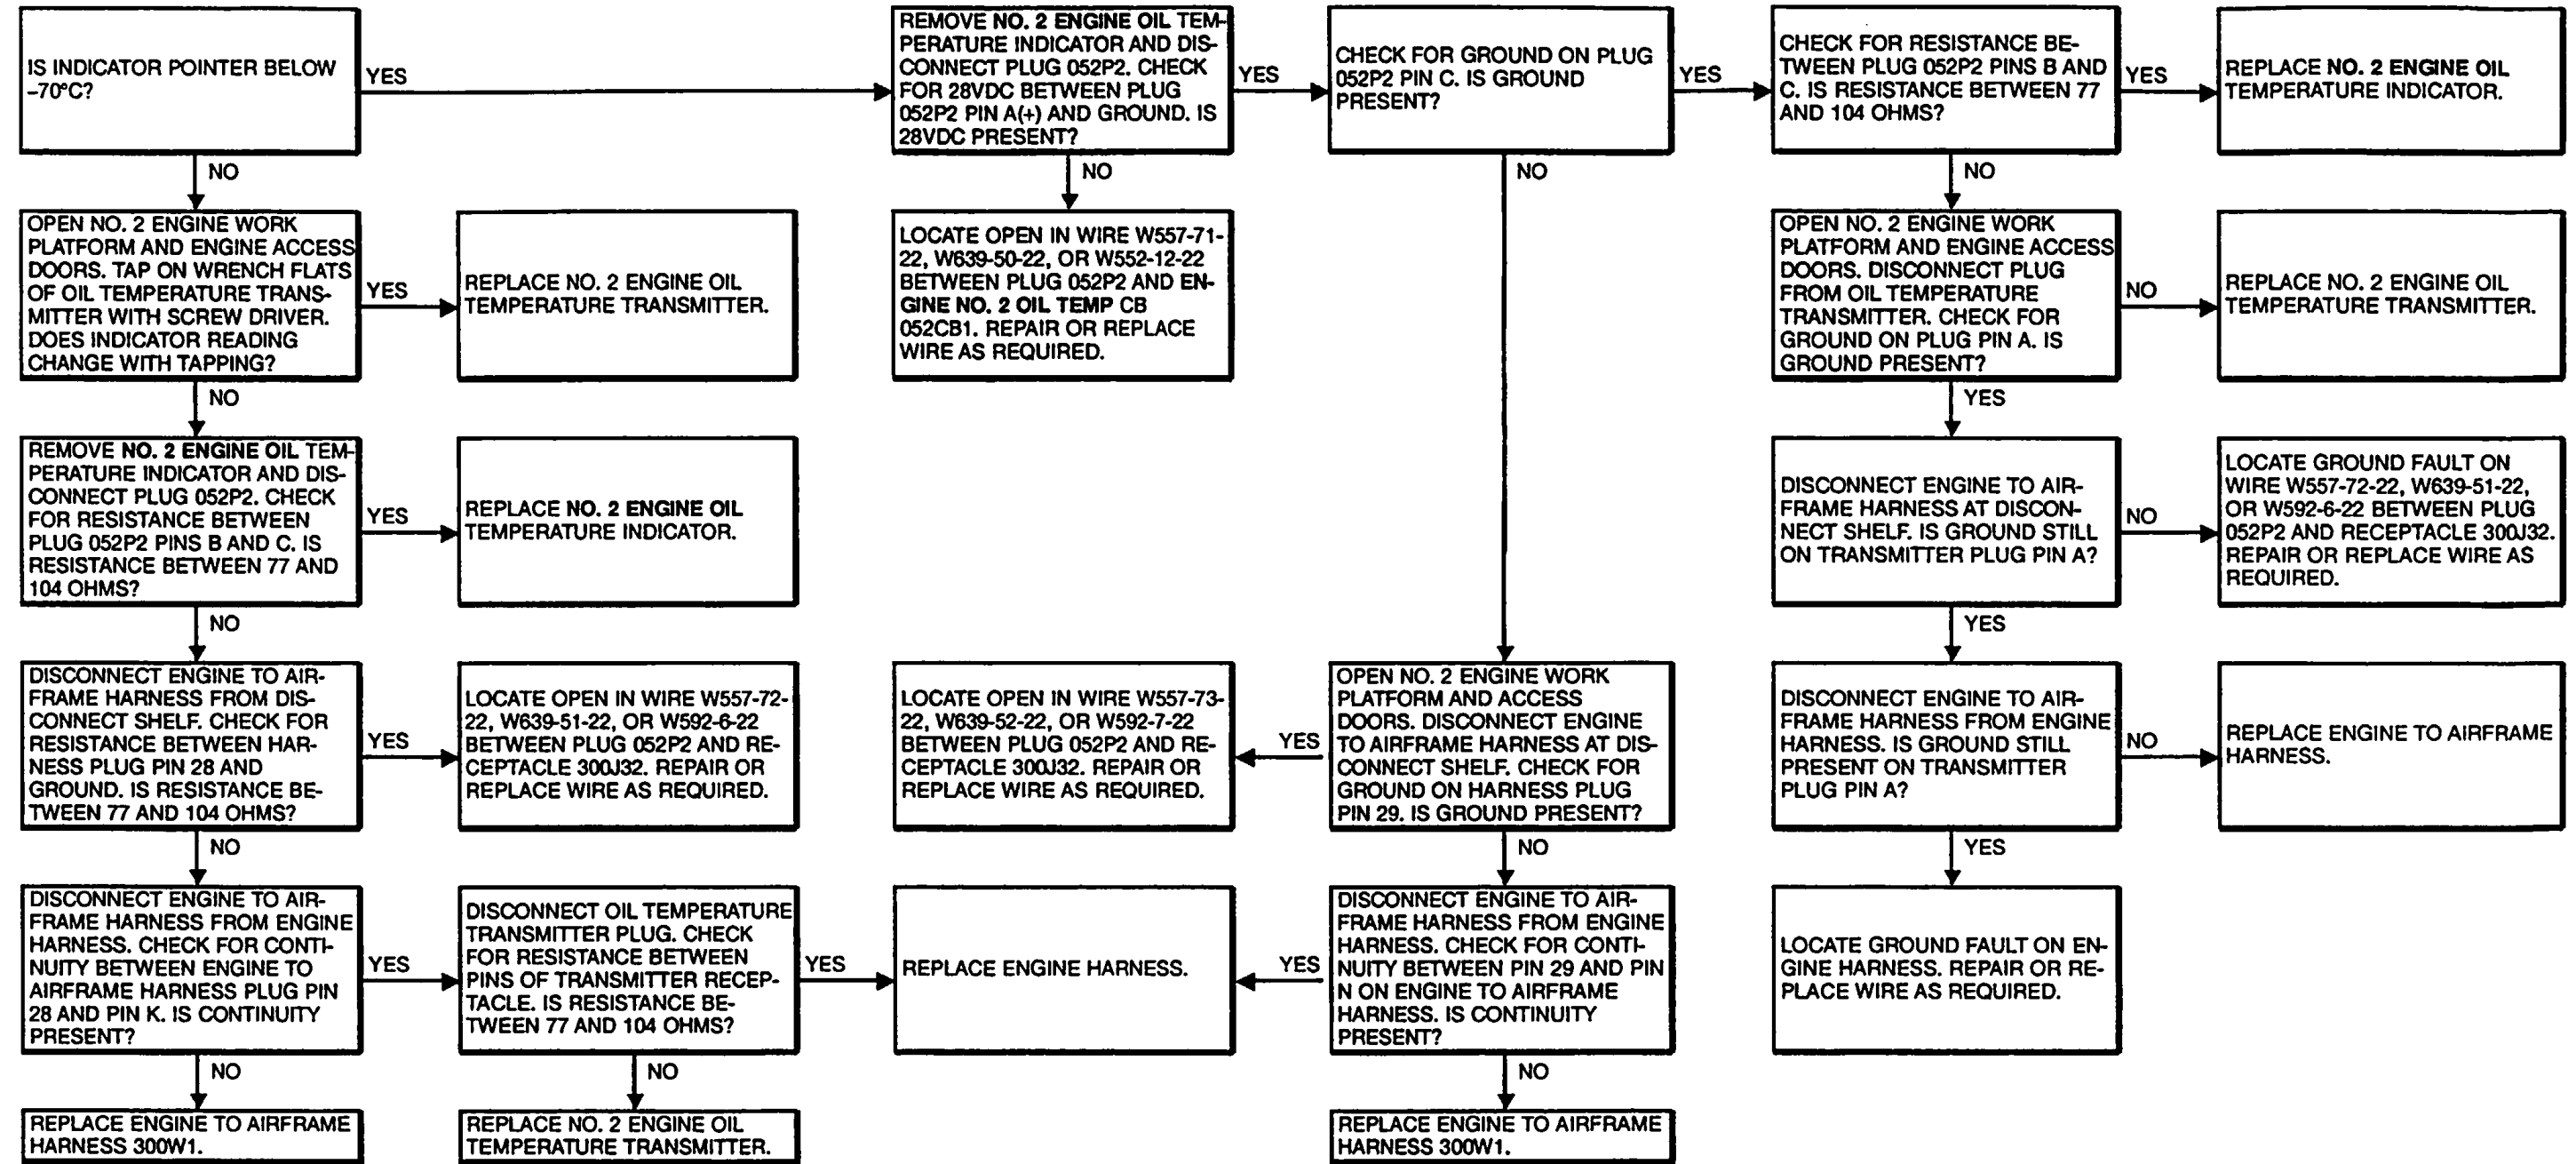 IS INDICATOR POINTER BELOW
–70°C?
YES
NO
REMOVE NO. 2 ENGINE OIL TEM-
PERATURE INDICATOR AND DIS-
CONNECT PLUG 052P2. CHECK
FOR 28VDC BETWEEN PLUG
052P2 PIN A(+) AND GROUND. IS
28VDC PRESENT?
YES
NO
CHECK FOR GROUND ON PLUG
052P2 PIN C. IS GROUND
PRESENT?
YES
NO
CHECK FOR RESISTANCE BE-
TWEEN PLUG 052P2 PINS B AND
C. IS RESISTANCE BETWEEN 77
AND 104 OHMS?
YES
NO
REPLACE NO. 2 ENGINE OIL
TEMPERATURE INDICATOR.
OPEN NO. 2 ENGINE WORK
PLATFORM AND ENGINE ACCESS
DOORS. TAP ON WRENCH FLATS
OF OIL TEMPERATURE TRANS-
MITTER WITH SCREW DRIVER.
DOES INDICATOR READING
CHANGE WITH TAPPING?
YES
NO
REPLACE NO. 2 ENGINE OIL
TEMPERATURE TRANSMITTER.
LOCATE OPEN IN WIRE W557-71-
22, W639-50-22, OR W552-12-22
BETWEEN PLUG 052P2 AND EN-
GINE NO. 2 OIL TEMP CB
052CB1. REPAIR OR REPLACE
WIRE AS REQUIRED.
OPEN NO. 2 ENGINE WORK
PLATFORM AND ENGINE ACCESS
DOORS. DISCONNECT PLUG
FROM OIL TEMPERATURE
TRANSMITTER. CHECK FOR
GROUND ON PLUG PIN A. IS
GROUND PRESENT?
NO
YES
REPLACE NO. 2 ENGINE OIL
TEMPERATURE TRANSMITTER.
REMOVE NO. 2 ENGINE OIL TEM-
PERATURE INDICATOR AND DIS-
CONNECT PLUG 052P2. CHECK
FOR RESISTANCE BETWEEN
PLUG 052P2 PINS B AND C. IS
RESISTANCE BETWEEN 77 AND
104 OHMS?
YES
NO
REPLACE NO. 2 ENGINE OIL
TEMPERATURE INDICATOR.
DISCONNECT ENGINE TO AIR-
FRAME HARNESS AT DISCON-
NECT SHELF. IS GROUND STILL
ON TRANSMITTER PLUG PIN A?
NO
YES
LOCATE GROUND FAULT ON
WIRE W557-72-22, W639-51-22,
OR W592-6-22 BETWEEN PLUG
052P2 AND RECEPTACLE 300J32.
REPAIR OR REPLACE WIRE AS
REQUIRED.
DISCONNECT ENGINE TO AIR-
FRAME HARNESS FROM DIS-
CONNECT SHELF. CHECK FOR
RESISTANCE BETWEEN HAR-
NESS PLUG PIN 28 AND
GROUND. IS RESISTANCE BE-
TWEEN 77 AND 104 OHMS?
YES
NO
LOCATE OPEN IN WIRE W557-72-
22, W639-51-22, OR W592-6-22
BETWEEN PLUG 052P2 AND RE-
CEPTACLE 300J32. REPAIR OR
REPLACE WIRE AS REQUIRED.
LOCATE OPEN IN WIRE W557-73-
22, W639-52-22, OR W592-7-22
BETWEEN PLUG 052P2 AND RE-
CEPTACLE 300J32. REPAIR OR
REPLACE WIRE AS REQUIRED.
YES
OPEN NO. 2 ENGINE WORK
PLATFORM AND ACCESS
DOORS. DISCONNECT ENGINE
TO AIRFRAME HARNESS AT DIS-
CONNECT SHELF. CHECK FOR
GROUND ON HARNESS PLUG
PIN 29. IS GROUND PRESENT?
NO
DISCONNECT ENGINE TO AIR-
FRAME HARNESS FROM ENGINE
HARNESS. IS GROUND STILL
PRESENT ON TRANSMITTER
PLUG PIN A?
NO
YES
REPLACE ENGINE TO AIRFRAME
HARNESS.
DISCONNECT ENGINE TO AIR-
FRAME HARNESS FROM ENGINE
HARNESS. CHECK FOR CONTI-
NUITY BETWEEN ENGINE TO
AIRFRAME HARNESS PLUG PIN
28 AND PIN K. IS CONTINUITY
PRESENT?
YES
NO
DISCONNECT OIL TEMPERATURE
TRANSMITTER PLUG. CHECK
FOR RESISTANCE BETWEEN
PINS OF TRANSMITTER RECEP-
TACLE. IS RESISTANCE BE-
TWEEN 77 AND 104 OHMS?
YES
NO
REPLACE ENGINE HARNESS.
YES
DISCONNECT ENGINE TO AIR-
FRAME HARNESS FROM ENGINE
HARNESS. CHECK FOR CONTI-
NUITY BETWEEN PIN 29 AND PIN
N ON ENGINE TO AIRFRAME
HARNESS. IS CONTINUITY
PRESENT?
NO
LOCATE GROUND FAULT ON EN-
GINE HARNESS. REPAIR OR RE-
PLACE WIRE AS REQUIRED.
REPLACE ENGINE TO AIRFRAME
HARNESS 300W1.
REPLACE NO. 2 ENGINE OIL
TEMPERATURE TRANSMITTER.
REPLACE ENGINE TO AIRFRAME
HARNESS 300W1.